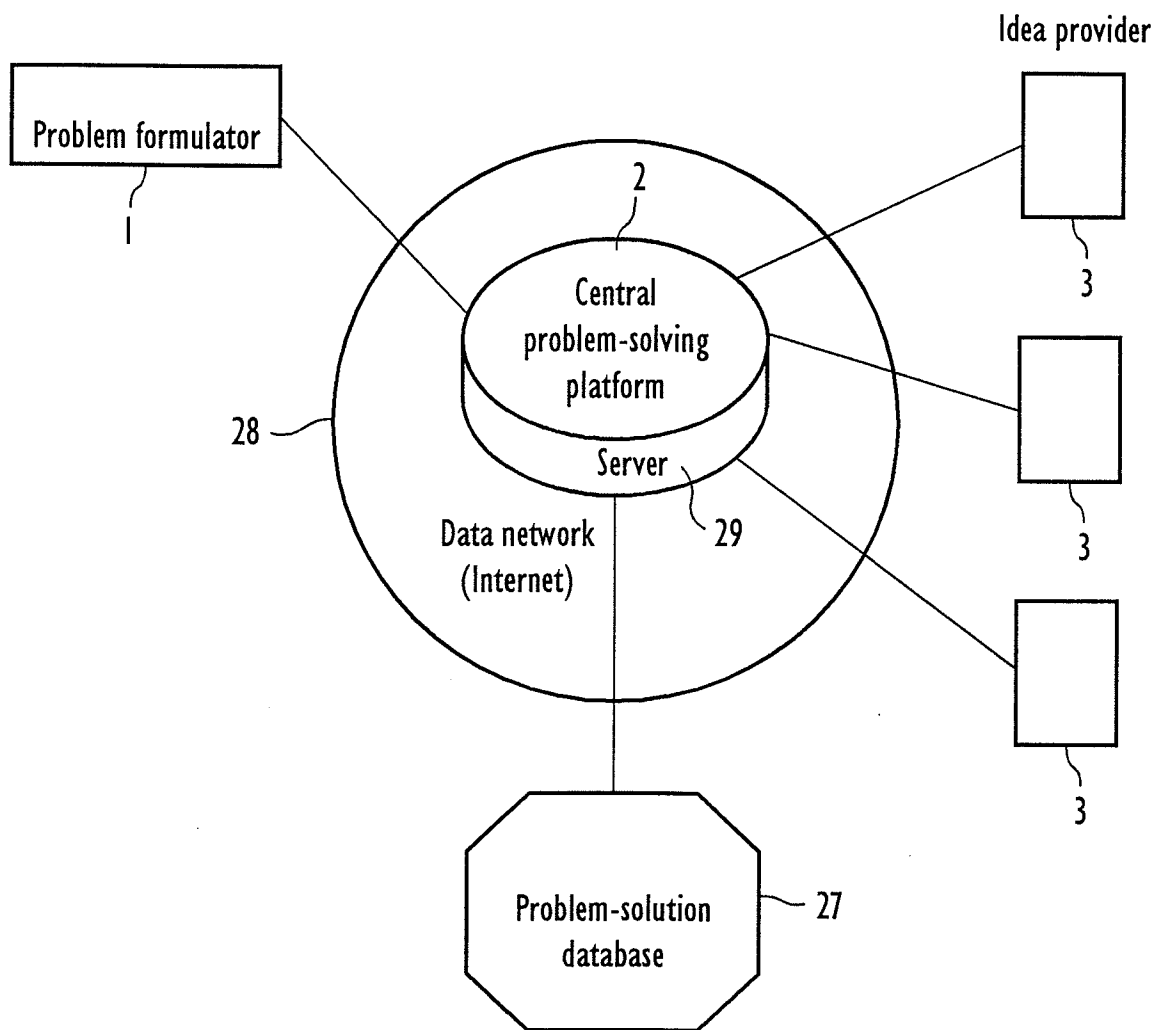 Idea provider
Problem formulator
1
2
3
Central
problem-solving
platform
28
Server
29
3
Data network
(Internet)
3
Problem-solution
database
27